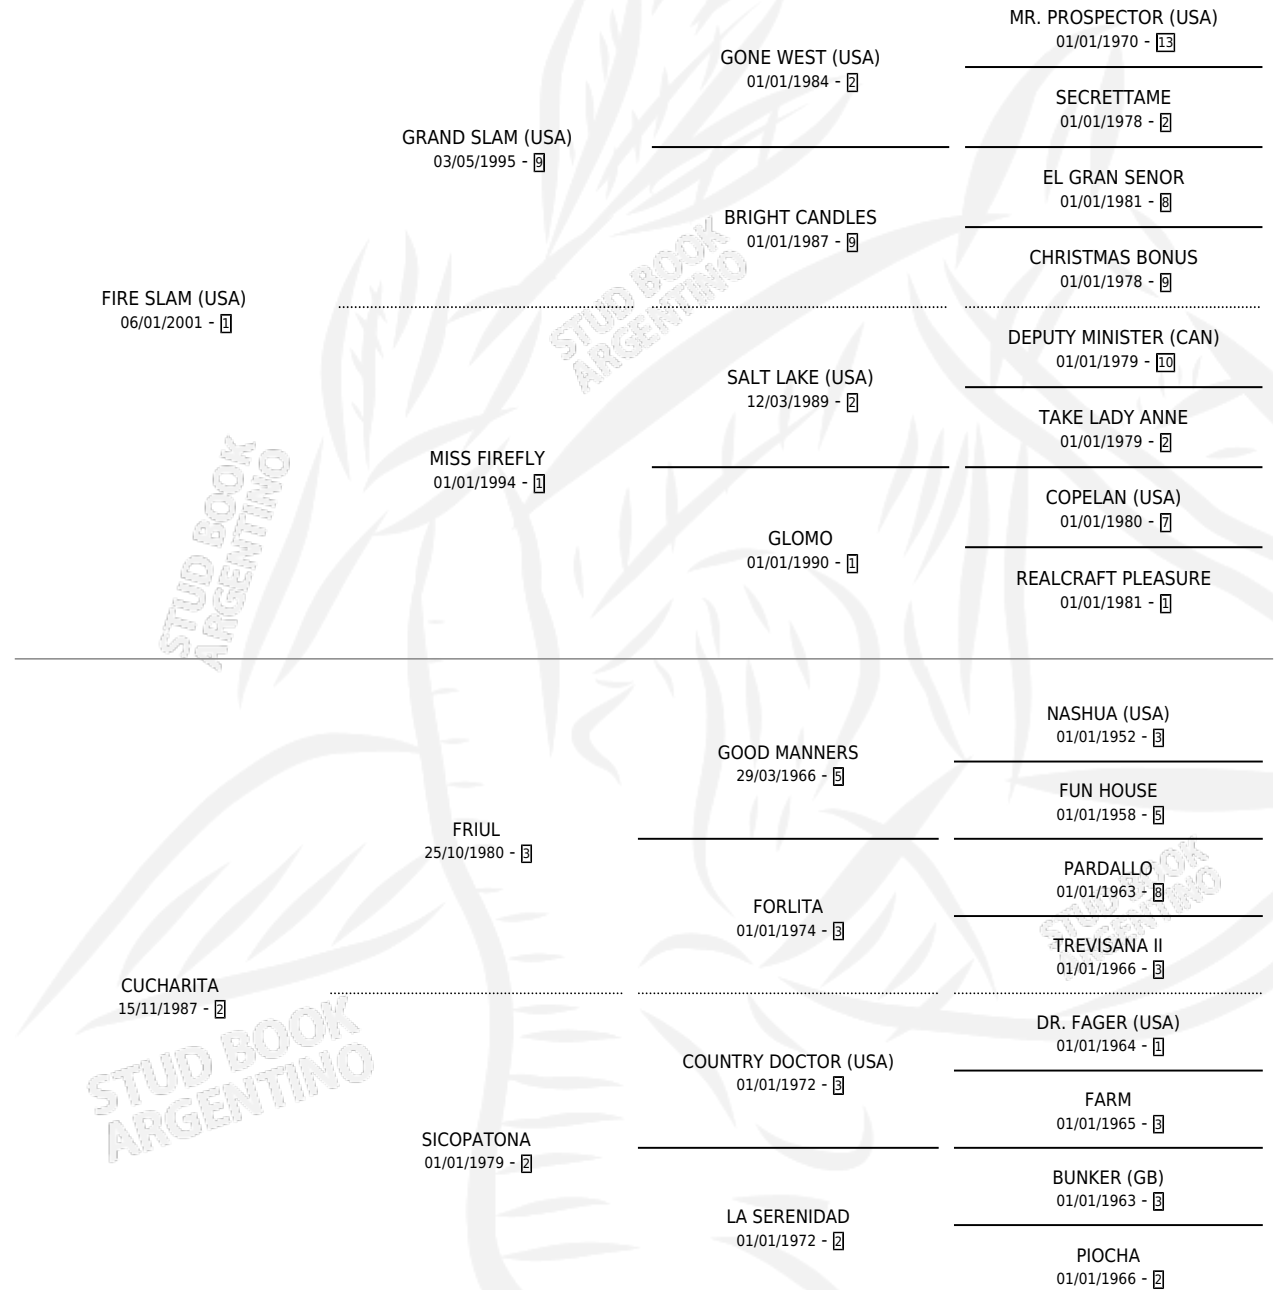 MR. PROSPECTOR (USA)
01/01/1970 - 13
GONE WEST (USA)
01/01/1984 - 2
SECRETTAME
01/01/1978 - 2
GRAND SLAM (USA)
03/05/1995 - 9
EL GRAN SENOR
01/01/1981 - 8
BRIGHT CANDLES
01/01/1987 - 9
CHRISTMAS BONUS
01/01/1978 - 9
FIRE SLAM (USA)
06/01/2001 - 1
DEPUTY MINISTER (CAN)
01/01/1979 - 10
SALT LAKE (USA)
12/03/1989 - 2
TAKE LADY ANNE
01/01/1979 - 2
MISS FIREFLY
01/01/1994 - 1
COPELAN (USA)
01/01/1980 - 7
GLOMO
01/01/1990 - 1
REALCRAFT PLEASURE
01/01/1981 - 1
NASHUA (USA)
01/01/1952 - 3
GOOD MANNERS
29/03/1966 - 5
FUN HOUSE
01/01/1958 - 5
FRIUL
25/10/1980 - 3
PARDALLO
01/01/1963 - 8
FORLITA
01/01/1974 - 3
TREVISANA II
01/01/1966 - 3
CUCHARITA
15/11/1987 - 2
DR. FAGER (USA)
01/01/1964 - 1
COUNTRY DOCTOR (USA)
01/01/1972 - 3
FARM
01/01/1965 - 3
SICOPATONA
01/01/1979 - 2
BUNKER (GB)
01/01/1963 - 3
LA SERENIDAD
01/01/1972 - 2
PIOCHA
01/01/1966 - 2
STUD BOOK
ARGENTINO
STUD BOOK
ARGENTINO
STUD BOOK
ARGENTINO
STUD BOOK
ARGENTINO